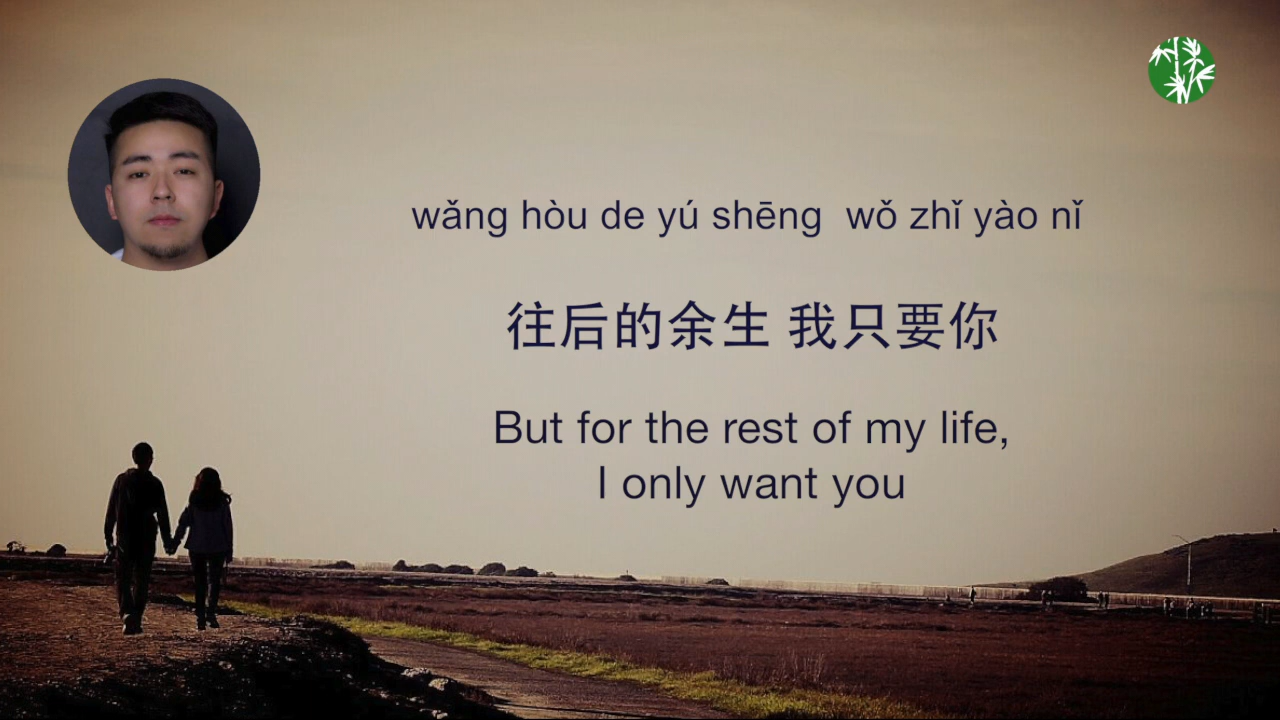 wǎng hòu de yú shēng  wǒ zhǐ yào nǐ
往后的余生 我只要你
But for the rest of my life,
I only want you